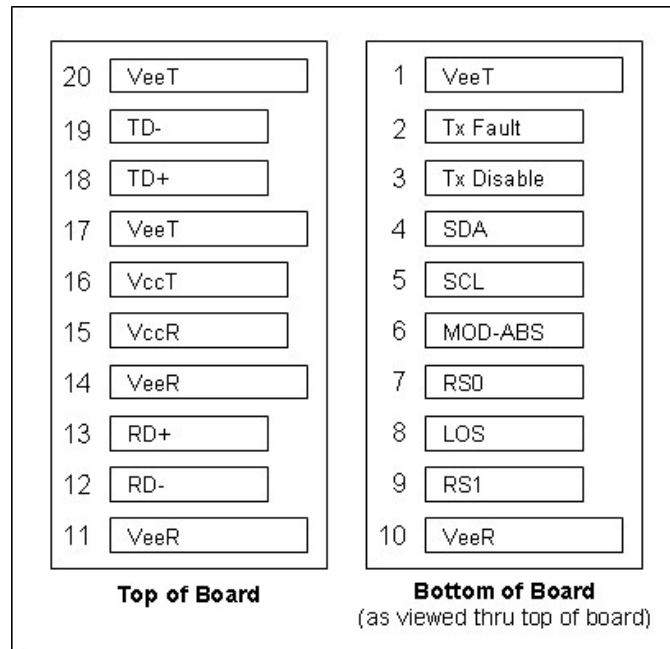 20 VeeT
19 TD-
18 TD+
17 VeeT
16 VccT
15 VccR
14 VeeR
13 RD+
12 RD-
11 VeeR
Top of Board
1 VeeT
2 Tx Fault
3 Tx Disable
4 SDA
5 SCL
6 MOD-ABS
7 RS0
8 LOS
9 RS1
10 VeeR
Bottom of Board
(as viewed thru top of board)